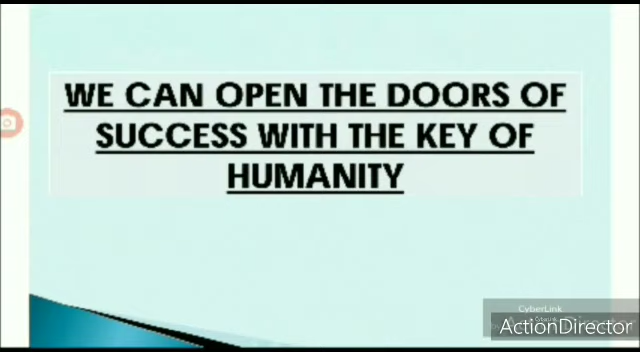 WE CAN OPEN THE DOORS OF
SUCCESS WITH THE KEY OF
HUMANITY
CyberLink
ActionDirector